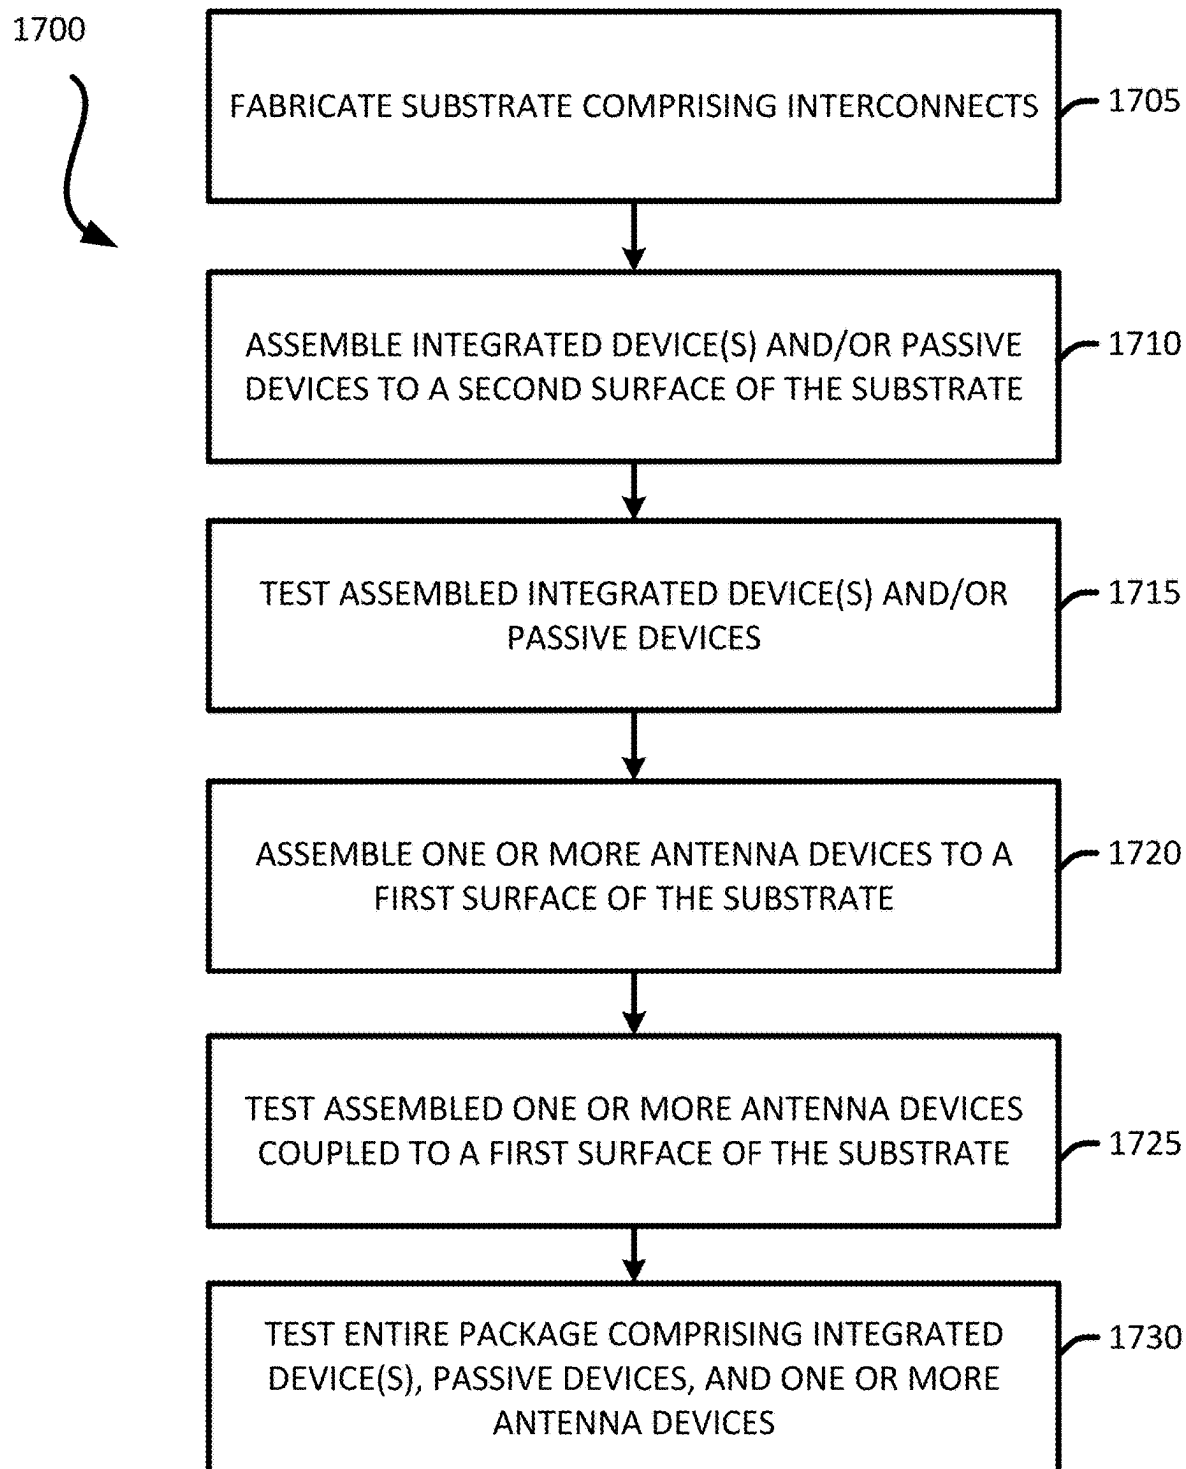 1700
FABRICATE SUBSTRATE COMPRISING INTERCONNECTS
1705
ASSEMBLE INTEGRATED DEVICE(S) AND/OR PASSIVE
DEVICES TO A SECOND SURFACE OF THE SUBSTRATE
1710
TEST ASSEMBLED INTEGRATED DEVICE(S) AND/OR
PASSIVE DEVICES
1715
ASSEMBLE ONE OR MORE ANTENNA DEVICES TO A
FIRST SURFACE OF THE SUBSTRATE
1720
TEST ASSEMBLED ONE OR MORE ANTENNA DEVICES
COUPLED TO A FIRST SURFACE OF THE SUBSTRATE
1725
TEST ENTIRE PACKAGE COMPRISING INTEGRATED
DEVICE(S), PASSIVE DEVICES, AND ONE OR MORE
ANTENNA DEVICES
1730